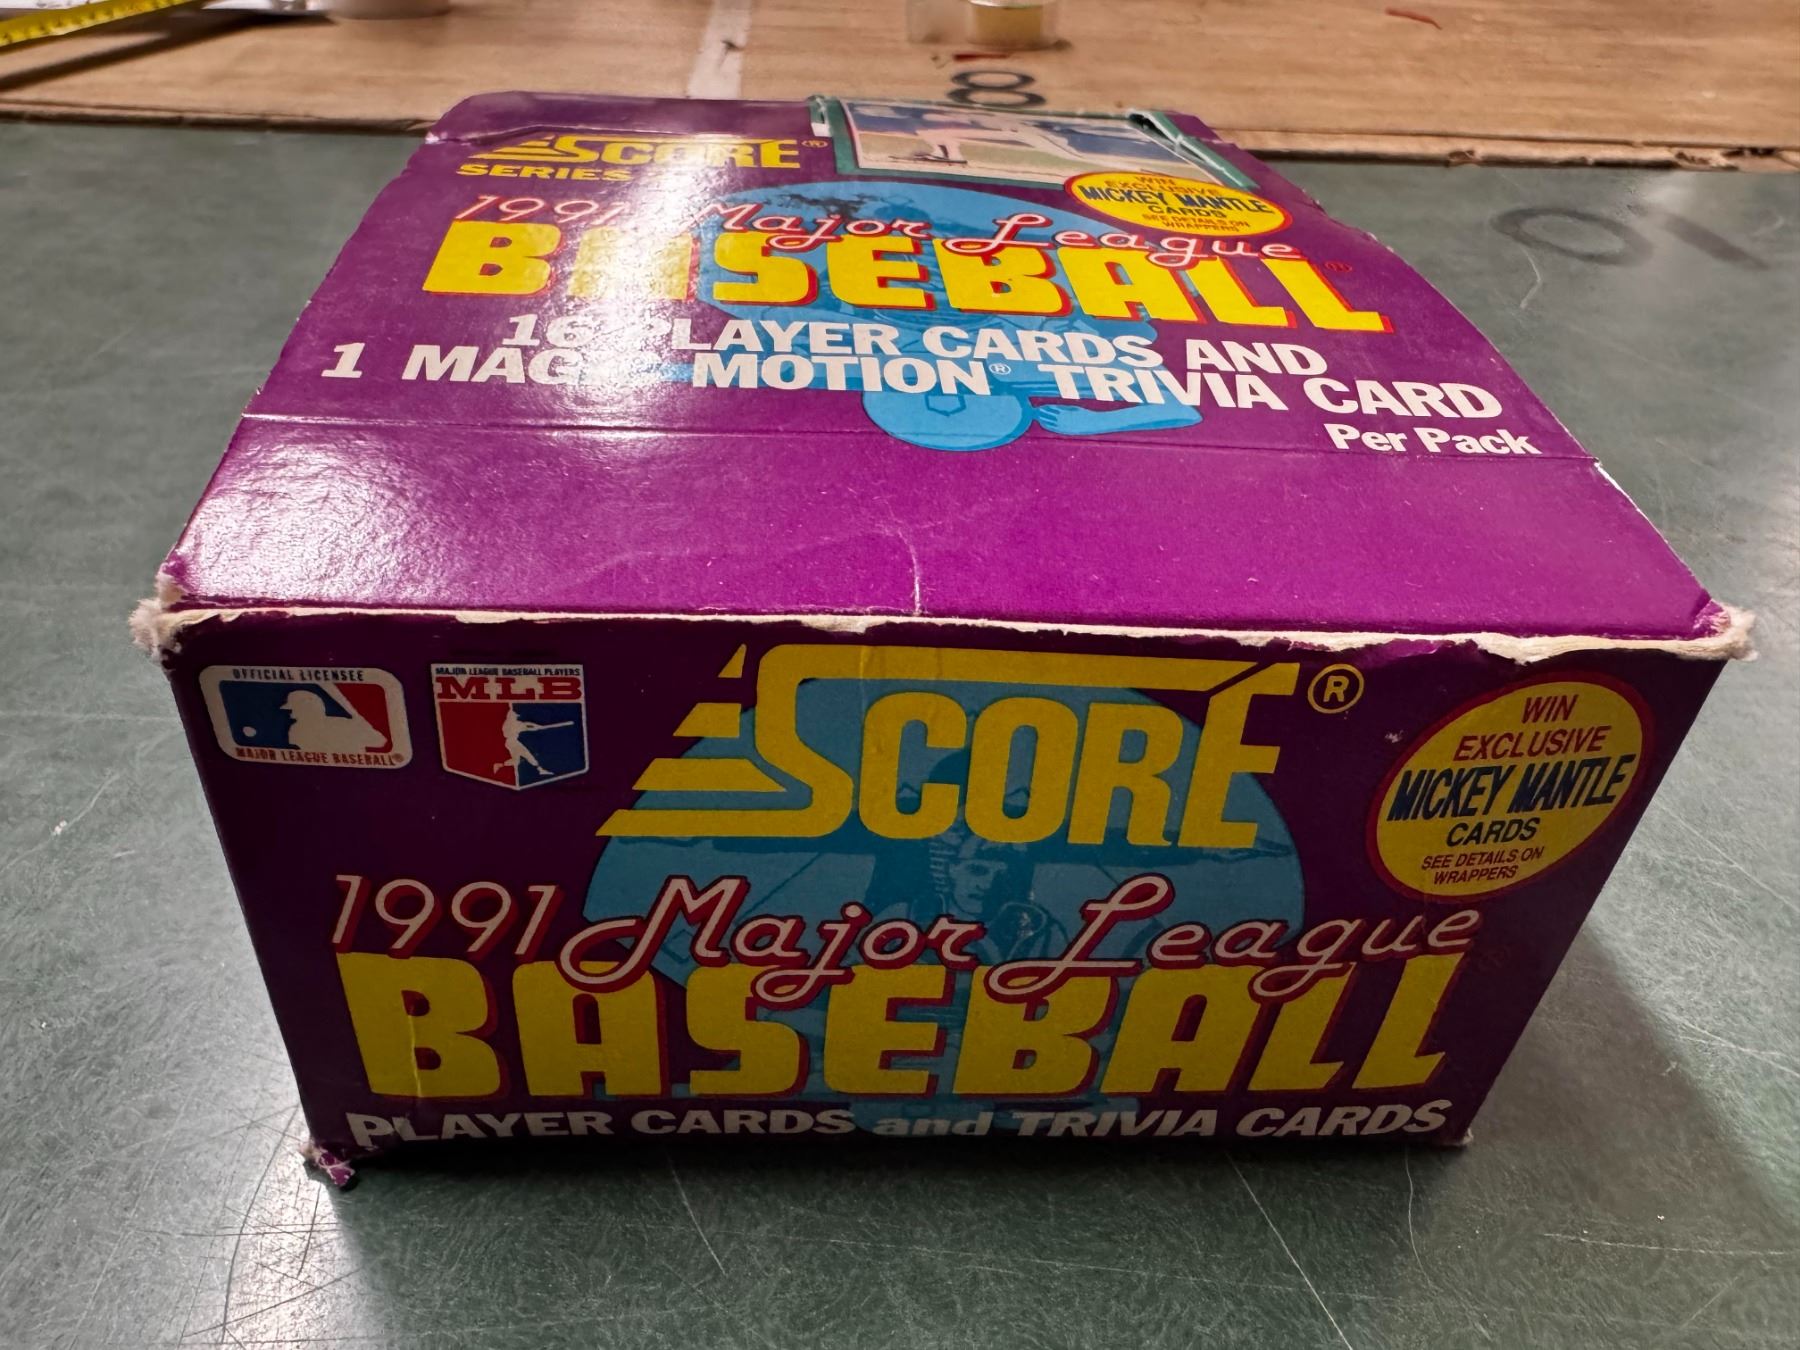 8
SCORE®
SERIES
WIN
EXCLUSIVE
MICKEY MANTLE
CARDS
SEE DETAILS ON
WRAPPERS
1991 Major League
BASEBALL
16 PLAYER CARDS AND
1 MAGIC MOTION® TRIVIA CARD
Per Pack
OFFICIAL LICENSEE
MAJOR LEAGUE BASEBALL®
MAJOR LEAGUE BASEBALL PLAYERS
MLB
SCORE®
WIN
EXCLUSIVE
MICKEY MANTLE
CARDS
SEE DETAILS ON
WRAPPERS
1991 Major League
BASEBALL
PLAYER CARDS and TRIVIA CARDS